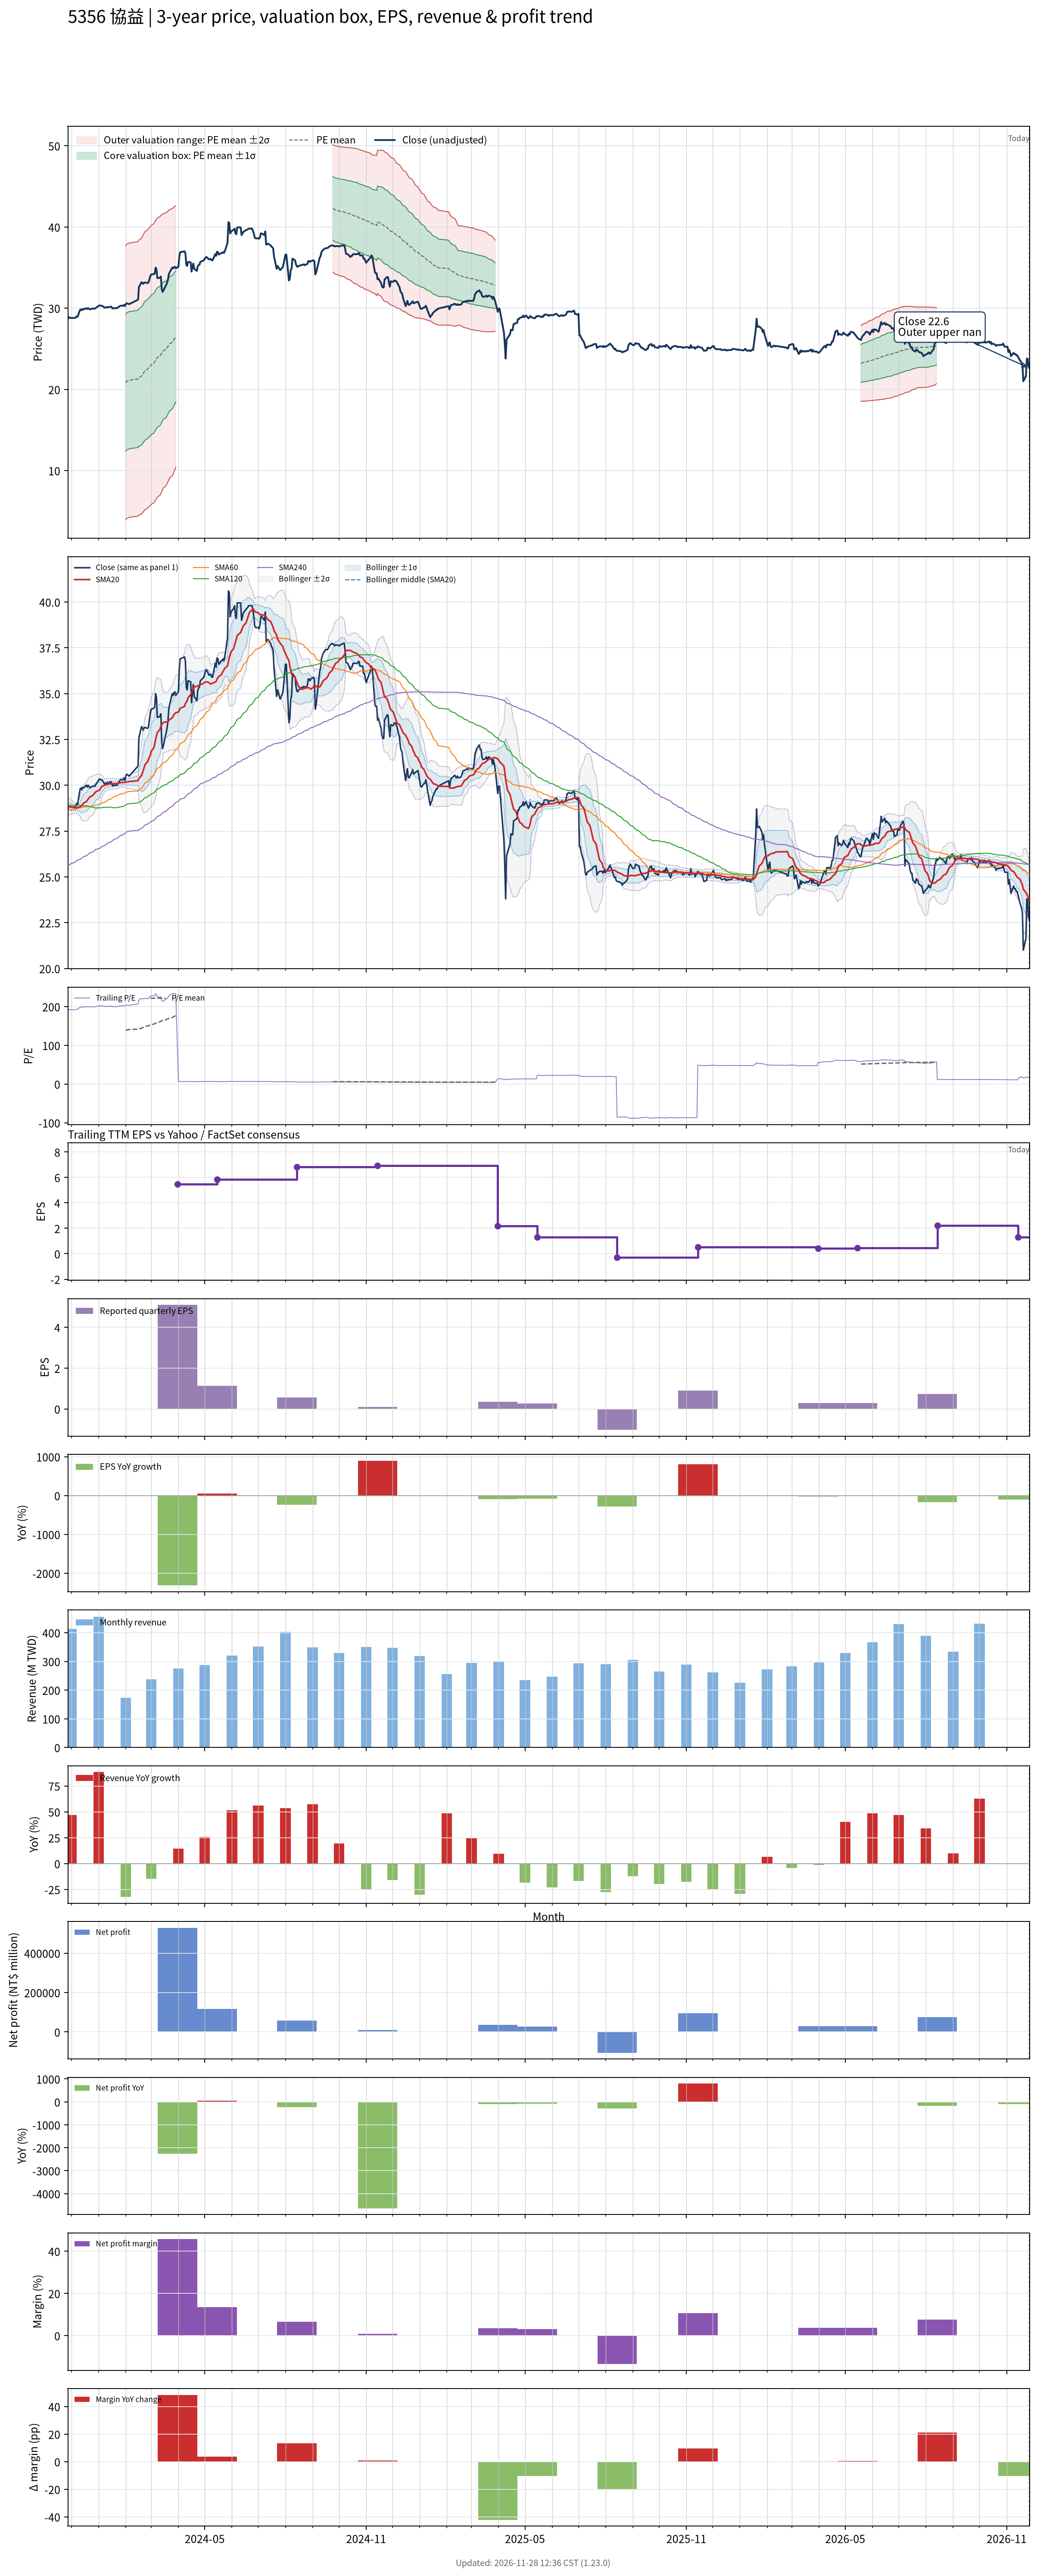 5356 協益 | 3-year price, valuation box, EPS, revenue & profit trend
Outer valuation range: PE mean ±2σ
PE mean
Close (unadjusted)
Core valuation box: PE mean ±1σ
Today
50
40
30
20
10
Price (TWD)
Close 22.6
Outer upper nan
Close (same as panel 1)
SMA60
SMA240
Bollinger ±1σ
SMA20
SMA120
Bollinger ±2σ
Bollinger middle (SMA20)
40.0
37.5
35.0
32.5
30.0
27.5
25.0
22.5
20.0
Price
Trailing P/E
P/E mean
200
100
0
-100
P/E
Trailing TTM EPS vs Yahoo / FactSet consensus
Today
8
6
4
2
0
-2
EPS
Reported quarterly EPS
4
2
0
EPS
EPS YoY growth
1000
0
-1000
-2000
YoY (%)
Monthly revenue
400
300
200
100
0
Revenue (M TWD)
Revenue YoY growth
75
50
25
0
-25
YoY (%)
Month
Net profit
400000
200000
0
Net profit (NT$ million)
Net profit YoY
1000
0
-1000
-2000
-3000
-4000
YoY (%)
Net profit margin
40
20
0
Margin (%)
Margin YoY change
40
20
0
-20
-40
Δ margin (pp)
2024-05
2024-11
2025-05
2025-11
2026-05
2026-11
Updated: 2026-11-28 12:36 CST (1.23.0)